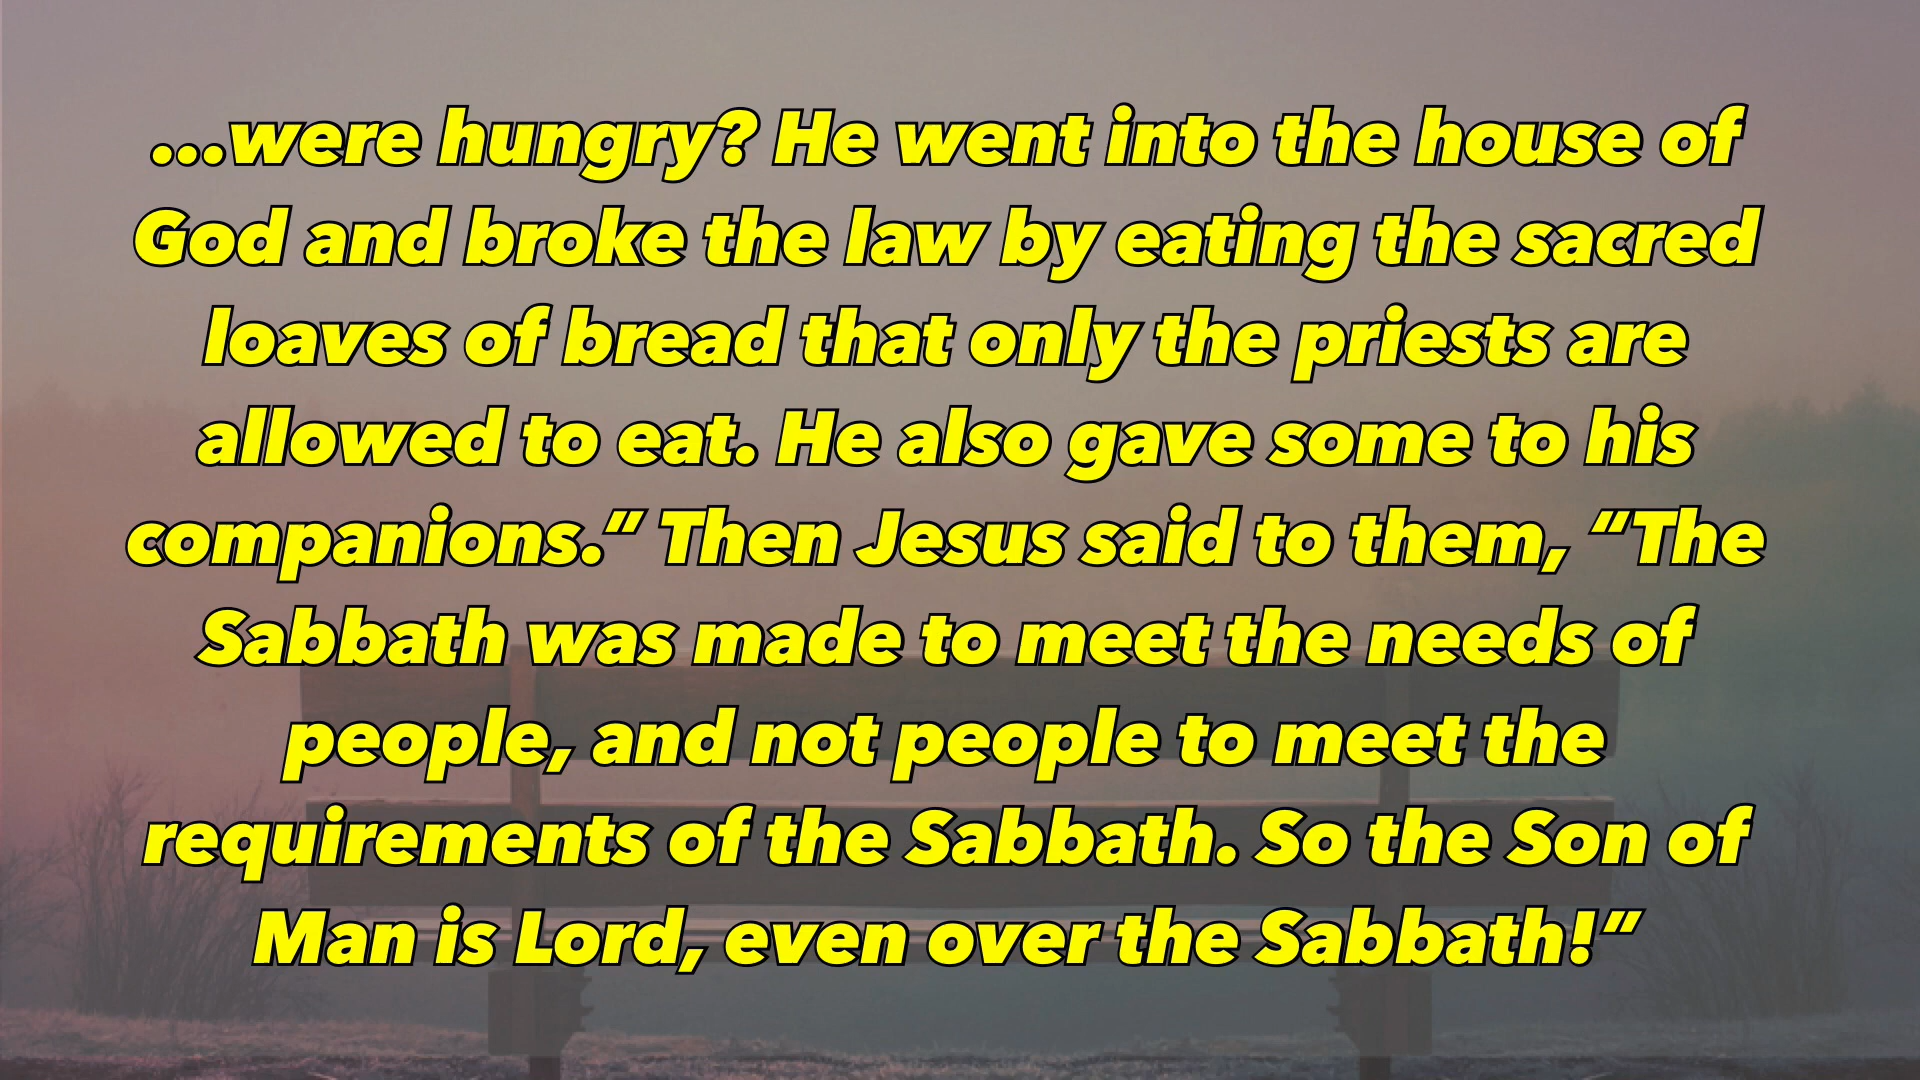 ...were hungry? He went into the house of
God and broke the law by eating the sacred
loaves of bread that only the priests are
allowed to eat. He also gave some to his
companions.” Then Jesus said to them, “The
Sabbath was made to meet the needs of
people, and not people to meet the
requirements of the Sabbath. So the Son of
Man is Lord, even over the Sabbath!”